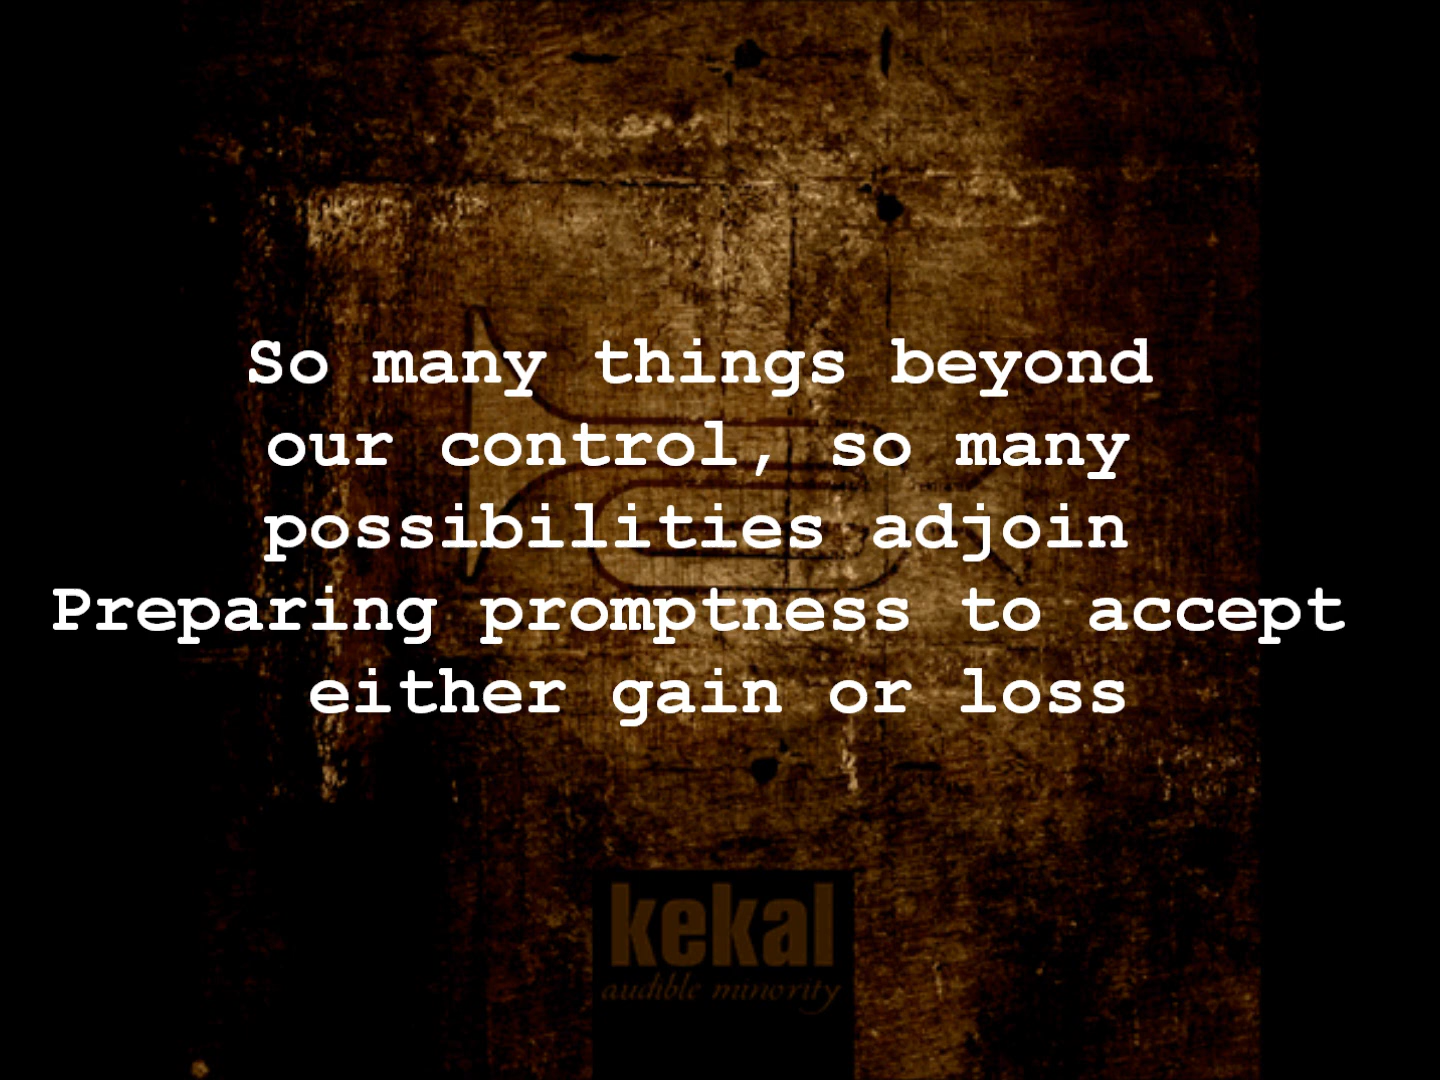 So many things beyond
our control, so many
possibilities adjoin
Preparing promptness to accept
either gain or loss
kekal
audible minority